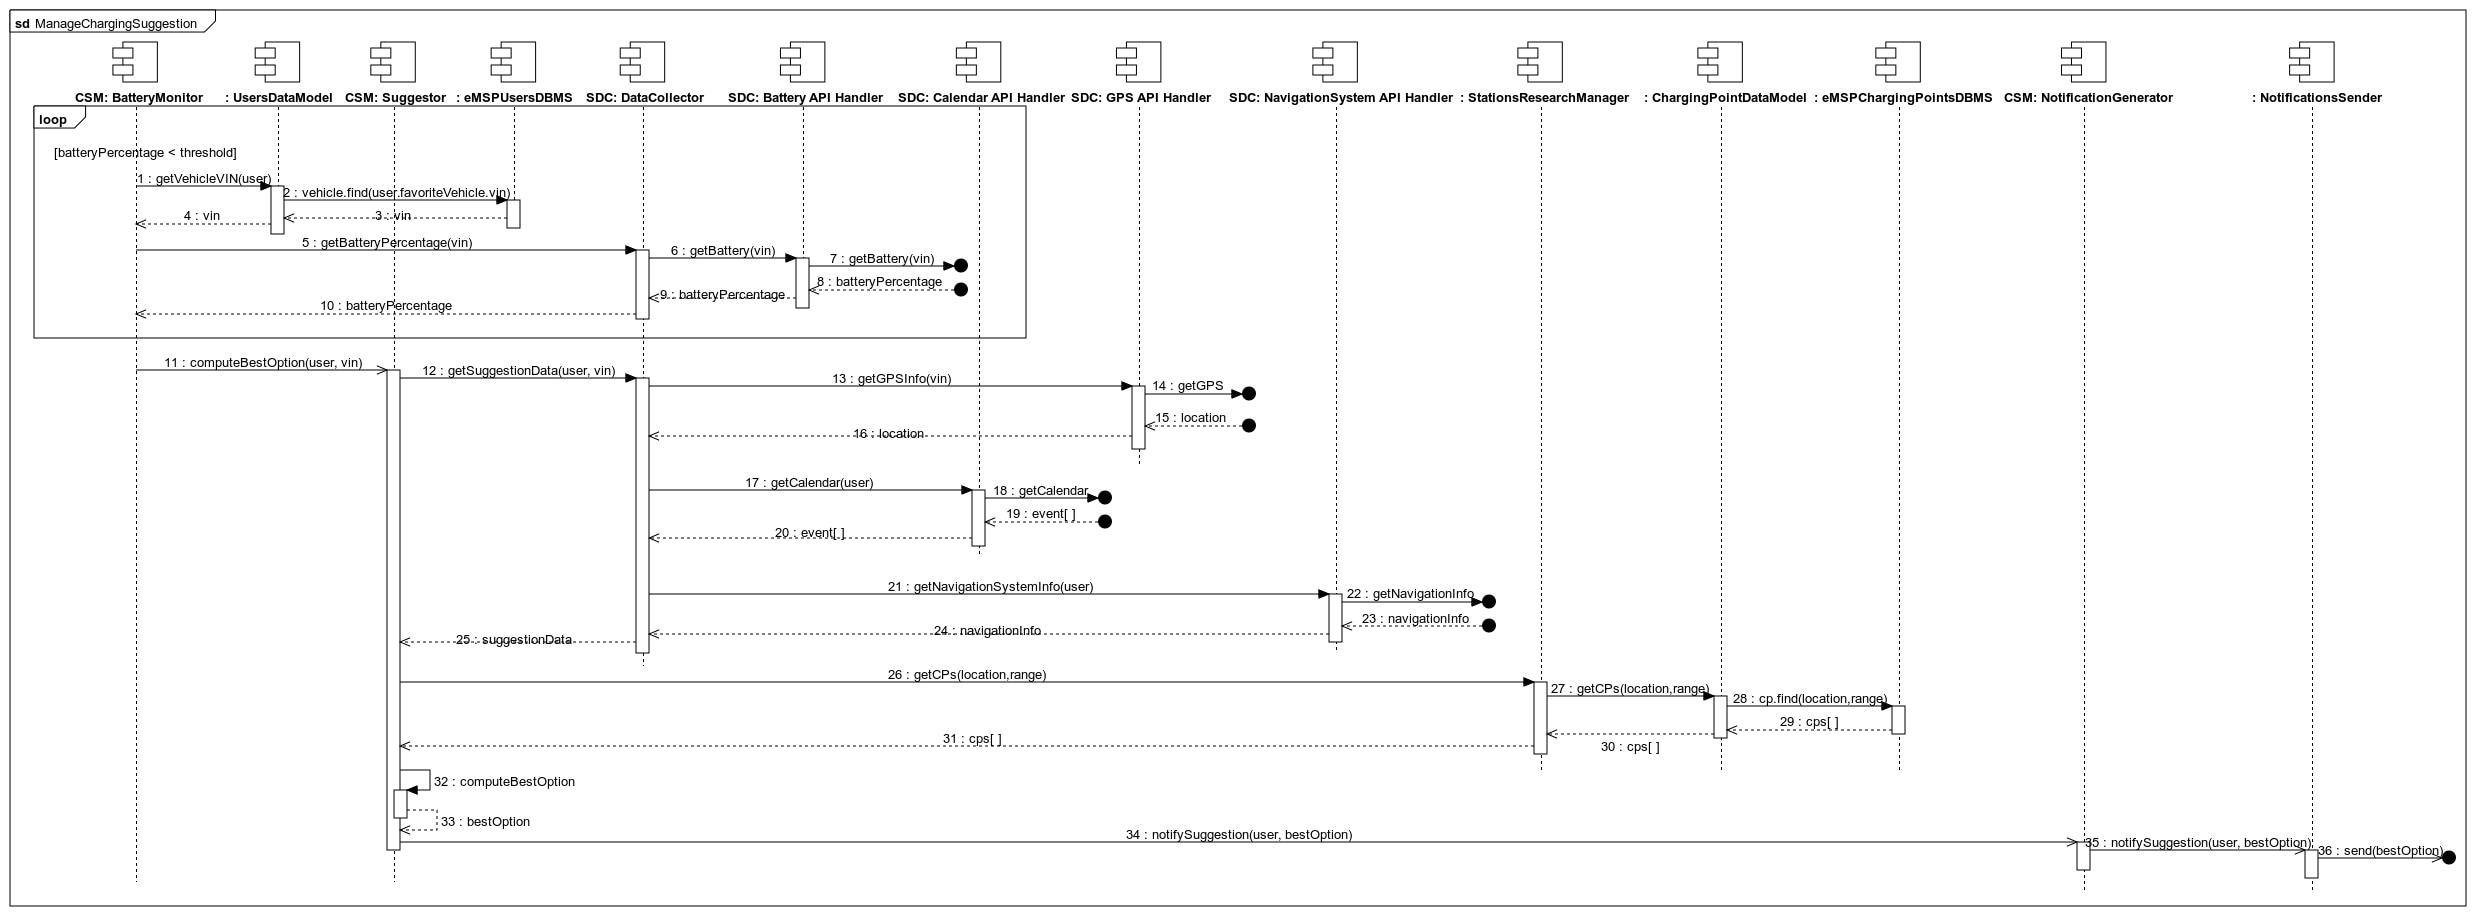 sd ManageChargingSuggestion
CSM: BatteryMonitor
: UsersDataModel
CSM: Suggestor
: eMSPUsersDBMS
SDC: DataCollector
SDC: Battery API Handler
SDC: Calendar API Handler
SDC: GPS API Handler
SDC: NavigationSystem API Handler
: StationsResearchManager
: ChargingPointDataModel
: eMSPChargingPointsDBMS
CSM: NotificationGenerator
: NotificationsSender
loop
[batteryPercentage < threshold]
1 : getVehicleVIN(user)
2 : vehicle.find(user.favoriteVehicle.vin)
3 : vin
4 : vin
5 : getBatteryPercentage(vin)
6 : getBattery(vin)
7 : getBattery(vin)
8 : batteryPercentage
9 : batteryPercentage
10 : batteryPercentage
11 : computeBestOption(user, vin)
12 : getSuggestionData(user, vin)
13 : getGPSInfo(vin)
14 : getGPS
15 : location
16 : location
17 : getCalendar(user)
18 : getCalendar
19 : event[ ]
20 : event[ ]
21 : getNavigationSystemInfo(user)
22 : getNavigationInfo
23 : navigationInfo
24 : navigationInfo
25 : suggestionData
26 : getCPs(location,range)
27 : getCPs(location,range)
28 : cp.find(location,range)
29 : cps[ ]
30 : cps[ ]
31 : cps[ ]
32 : computeBestOption
33 : bestOption
34 : notifySuggestion(user, bestOption)
35 : notifySuggestion(user, bestOption)
36 : send(bestOption)